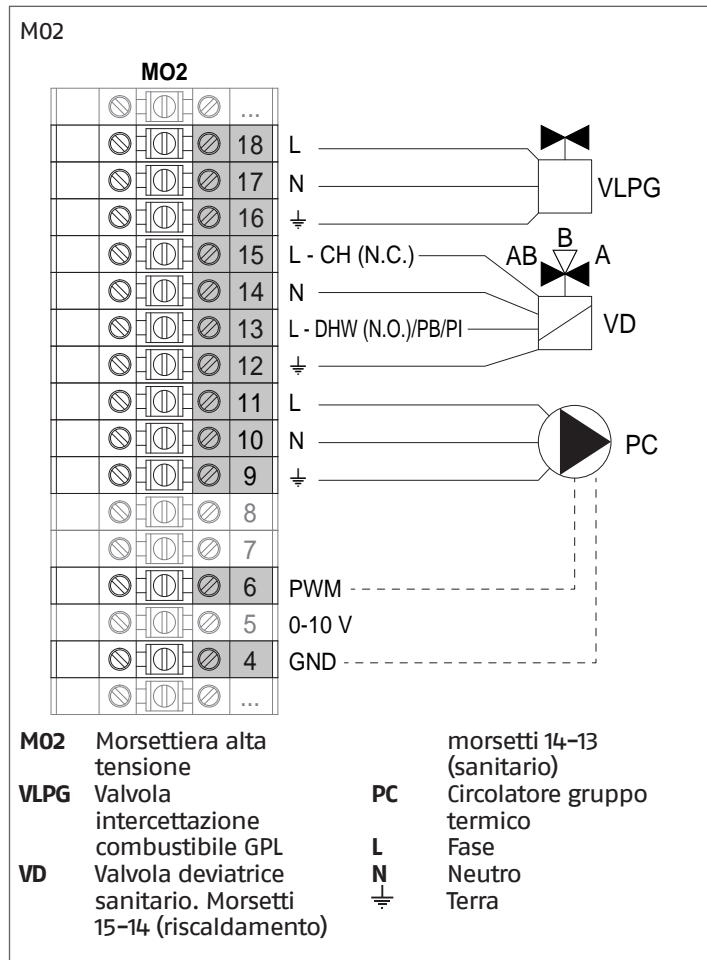 M02
MO2
...
18 L
17 N
16 ⏚
VLPG
15 L - CH (N.C.)
14 N
13 L - DHW (N.O.)/PB/PI
12 ⏚
AB B A
VD
11 L
10 N
9 ⏚
PC
8
7
6 PWM
5 0-10 V
4 GND
...
M02 Morsettiera alta
tensione
VLPG Valvola
intercettazione
combustibile GPL
VD Valvola deviatrice
sanitario. Morsetti
15-14 (riscaldamento)
morsetti 14-13
(sanitario)
PC Circolatore gruppo
termico
L Fase
N Neutro
⏚ Terra